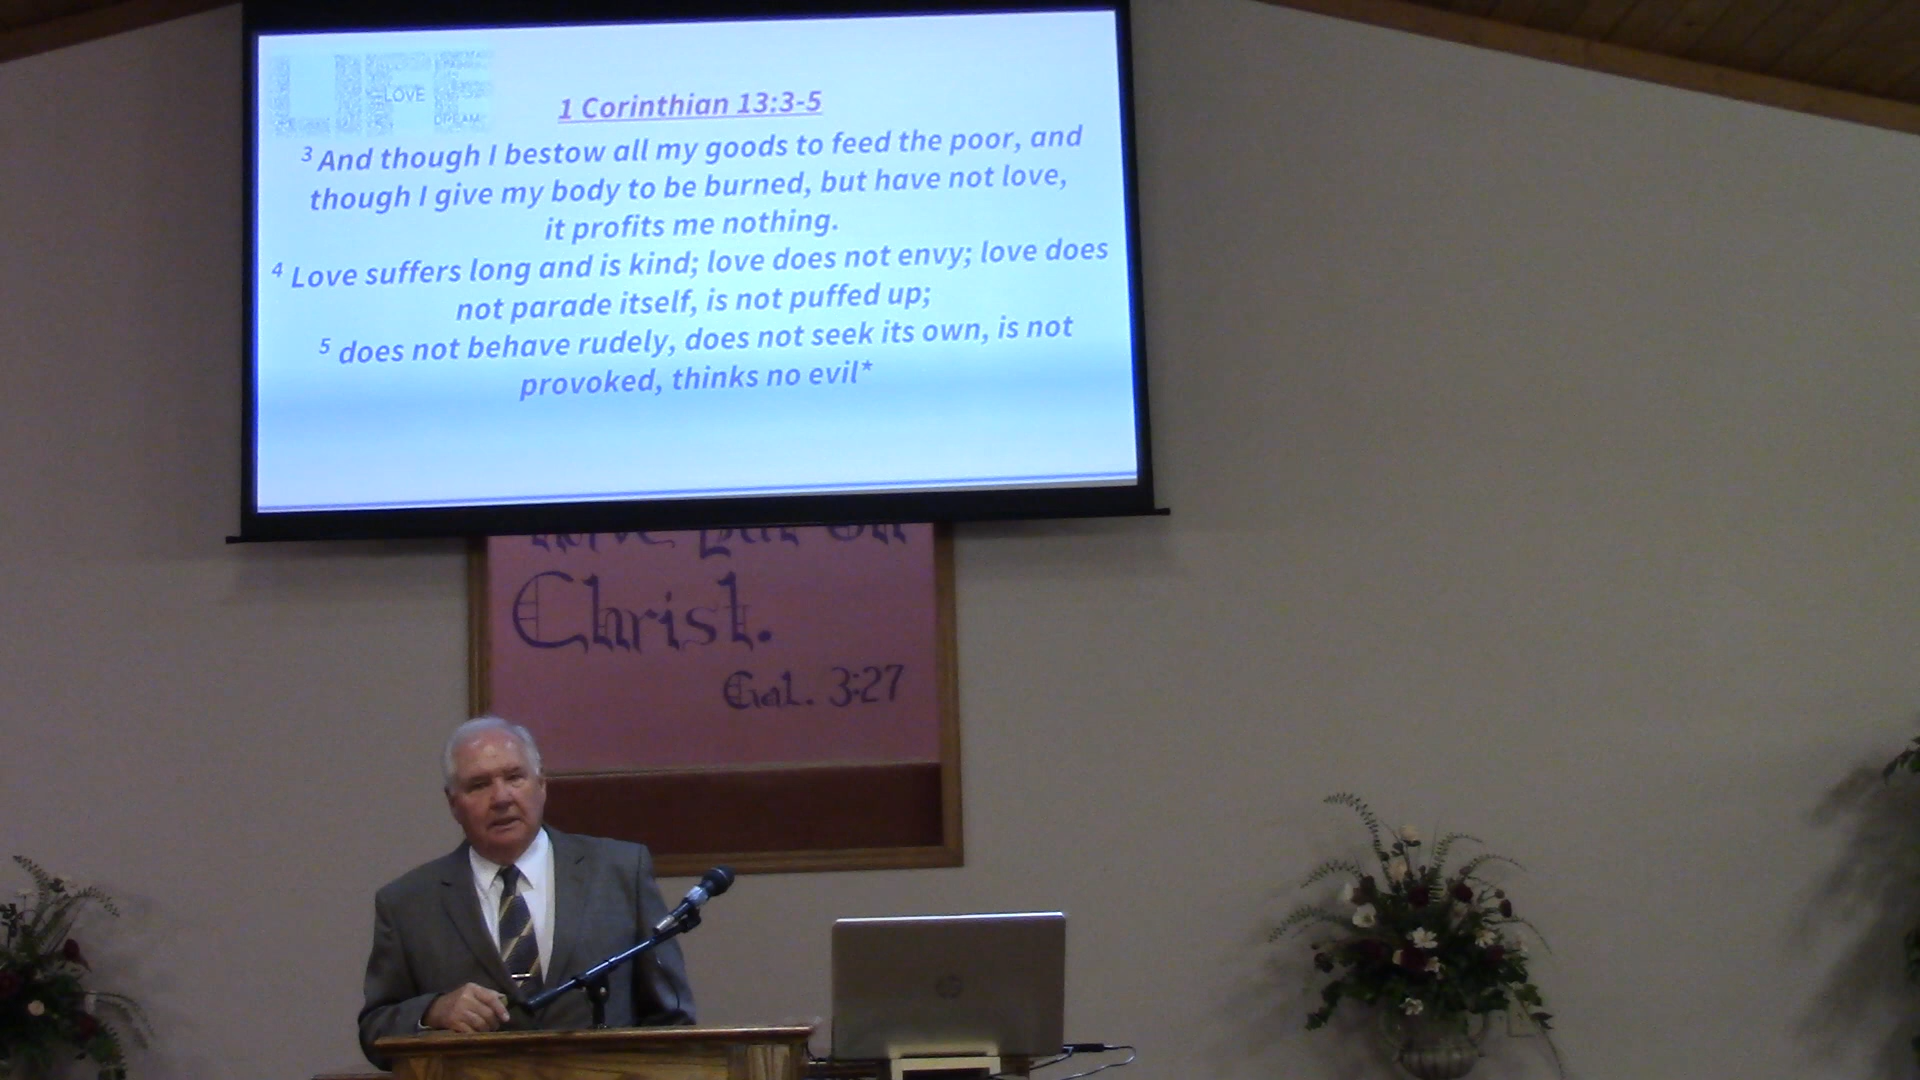 LOVE
DREAM
1 Corinthian 13:3-5
3 And though I bestow all my goods to feed the poor, and
though I give my body to be burned, but have not love,
it profits me nothing.
4 Love suffers long and is kind; love does not envy; love does
not parade itself, is not puffed up;
5 does not behave rudely, does not seek its own, is not
provoked, thinks no evil*
Christ.
Gal. 3:27
hp